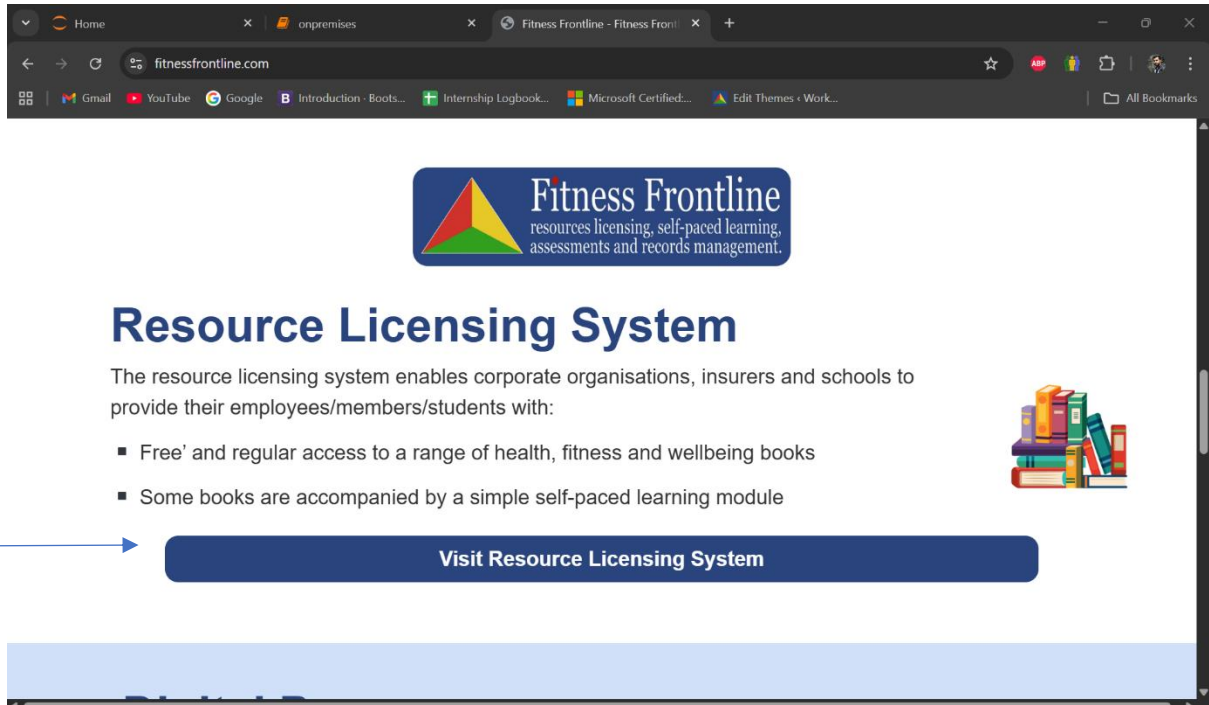 Home
onpremises
Fitness Frontline - Fitness Front
fitnessfrontline.com
ABP
Gmail
YouTube
Google
B Introduction - Boots...
Internship Logbook...
Microsoft Certified:...
Edit Themes ‹ Work...
All Bookmarks
Fitness Frontline
resources licensing, self-paced learning,
assessments and records management.
Resource Licensing System
The resource licensing system enables corporate organisations, insurers and schools to
provide their employees/members/students with:
▪ Free’ and regular access to a range of health, fitness and wellbeing books
▪ Some books are accompanied by a simple self-paced learning module
Visit Resource Licensing System